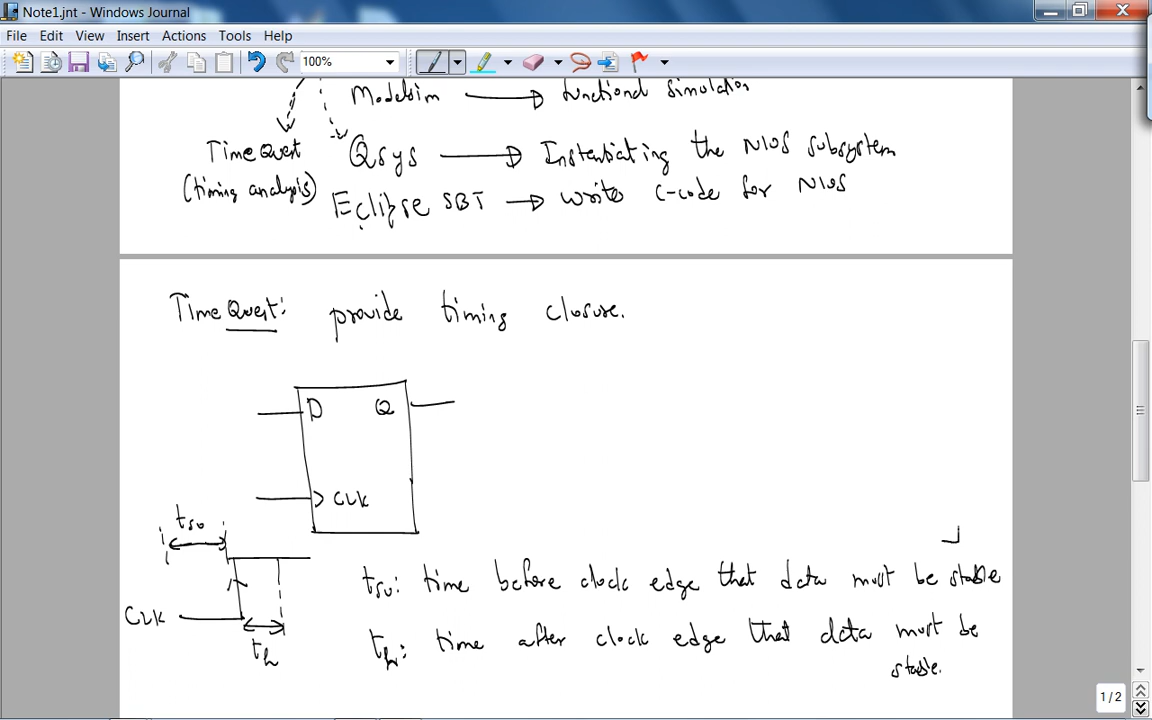 Note1.jnt - Windows Journal
File Edit View Insert Actions Tools Help
100%
Modelsim → functional simulation
TimeQuest
(timing analysis)
Qsys → Instantiating the NIOS subsystem
Eclipse SBT → write C-code for NIOS
TimeQuest: provide timing closure.
D Q
CLK
tsu
CLK
th
tsu: time before clock edge that data must be stable
th: time after clock edge that data must be
stable.
1/2